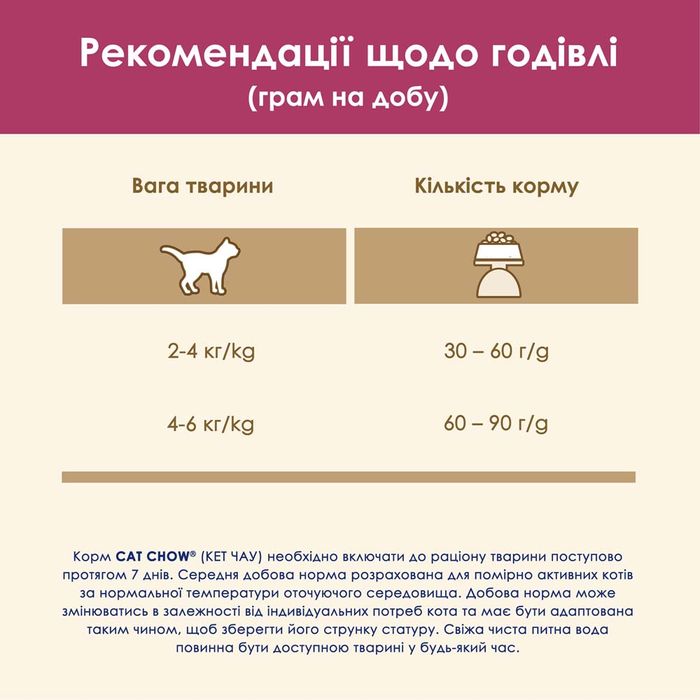 Рекомендації щодо годівлі
(грам на добу)
Вага тварини
Кількість корму
2-4 кг/kg
30 – 60 г/g
4-6 кг/kg
60 – 90 г/g
Корм CAT CHOW® (КЕТ ЧАУ) необхідно включати до раціону тварини поступово
протягом 7 днів. Середня добова норма розрахована для помірно активних котів
за нормальної температури оточуючого середовища. Добова норма може
змінюватись в залежності від індивідуальних потреб кота та має бути адаптована
таким чином, щоб зберегти його струнку статуру. Свіжа чиста питна вода
повинна бути доступною тварині у будь-який час.